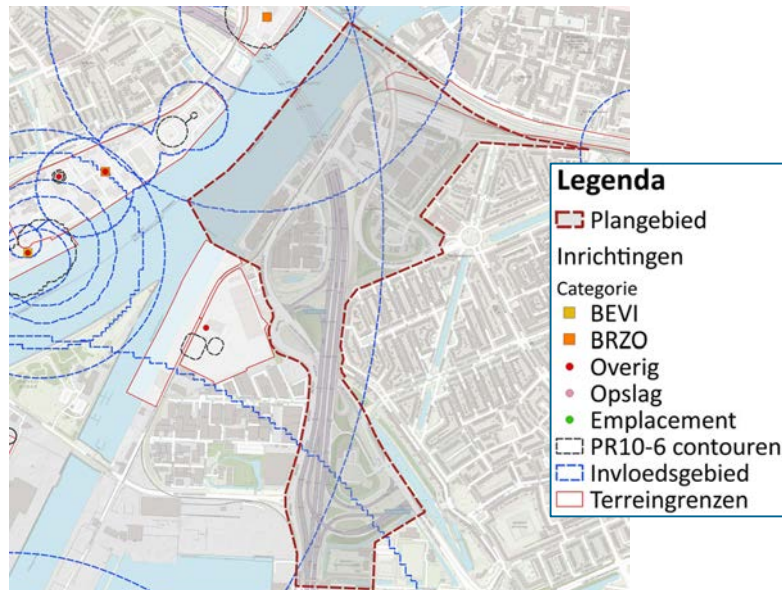 Legenda
Plangebied
Inrichtingen
Categorie
BEVI
BRZO
Overig
Opslag
Emplacement
PR10-6 contouren
Invloedsgebied
Terreingrenzen